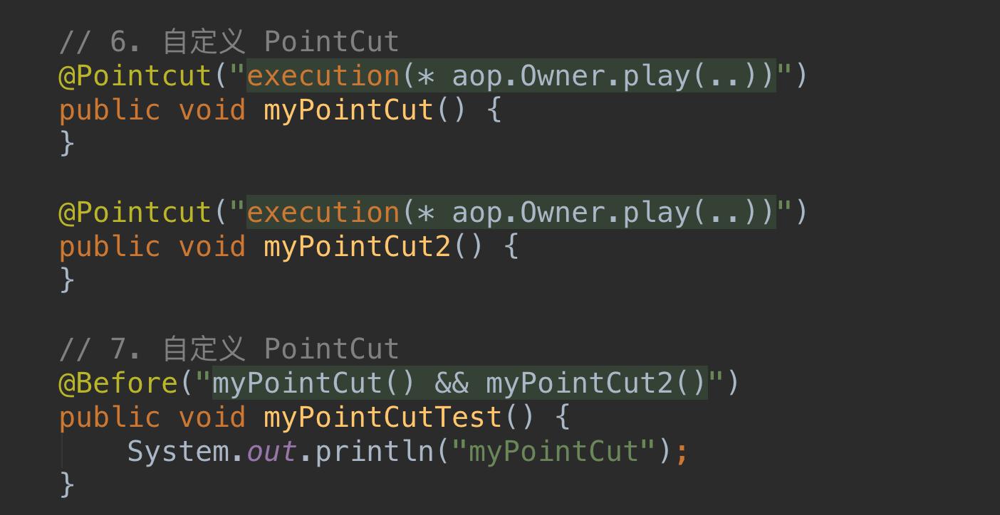 // 6. 自定义 PointCut
@Pointcut("execution(* aop.Owner.play(..))")
public void myPointCut() {
}
@Pointcut("execution(* aop.Owner.play(..))")
public void myPointCut2() {
}
// 7. 自定义 PointCut
@Before("myPointCut() && myPointCut2()")
public void myPointCutTest() {
System.out.println("myPointCut");
}